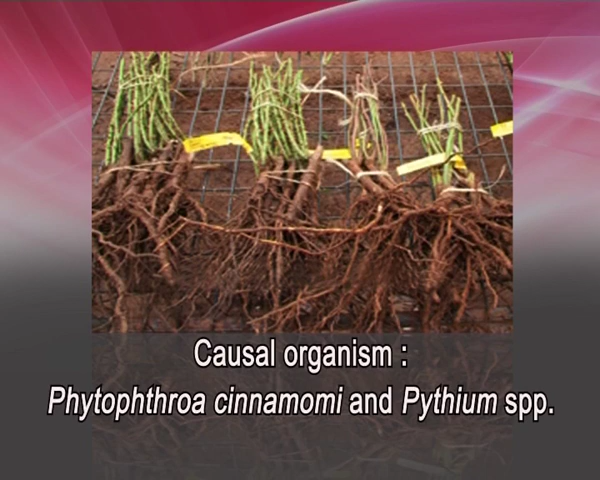 Causal organism :
Phytophthroa cinnamomi and Pythium spp.